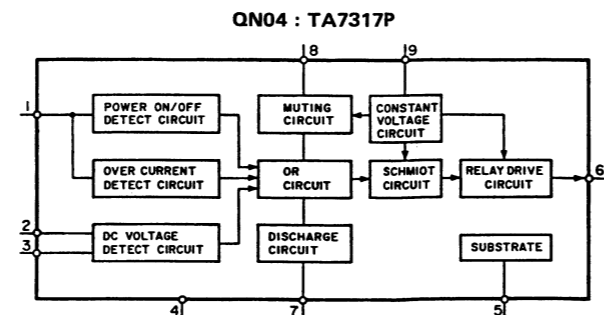 QN04 : TA7317P
8
9
1
POWER ON/OFF
DETECT CIRCUIT
MUTING
CIRCUIT
CONSTANT
VOLTAGE
CIRCUIT
OVER CURRENT
DETECT CIRCUIT
OR
CIRCUIT
SCHMIOT
CIRCUIT
RELAY DRIVE
CIRCUIT
6
2
3
DC VOLTAGE
DETECT CIRCUIT
DISCHARGE
CIRCUIT
SUBSTRATE
4
7
5